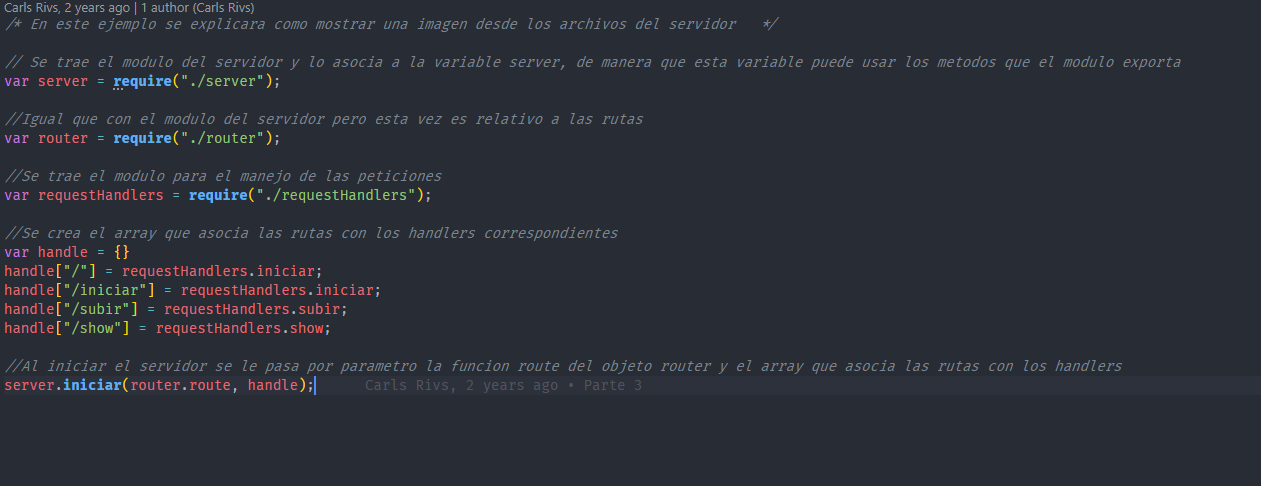 Carls Rivs, 2 years ago | 1 author (Carls Rivs)
/* En este ejemplo se explicara como mostrar una imagen desde los archivos del servidor   */
// Se trae el modulo del servidor y lo asocia a la variable server, de manera que esta variable puede usar los metodos que el modulo exporta
var server = require("./server");
//Igual que con el modulo del servidor pero esta vez es relativo a las rutas
var router = require("./router");
//Se trae el modulo para el manejo de las peticiones
var requestHandlers = require("./requestHandlers");
//Se crea el array que asocia las rutas con los handlers correspondientes
var handle = {}
handle["/"] = requestHandlers.iniciar;
handle["/iniciar"] = requestHandlers.iniciar;
handle["/subir"] = requestHandlers.subir;
handle["/show"] = requestHandlers.show;
//Al iniciar el servidor se le pasa por parametro la funcion route del objeto router y el array que asocia las rutas con los handlers
server.iniciar(router.route, handle);      Carls Rivs, 2 years ago • Parte 3